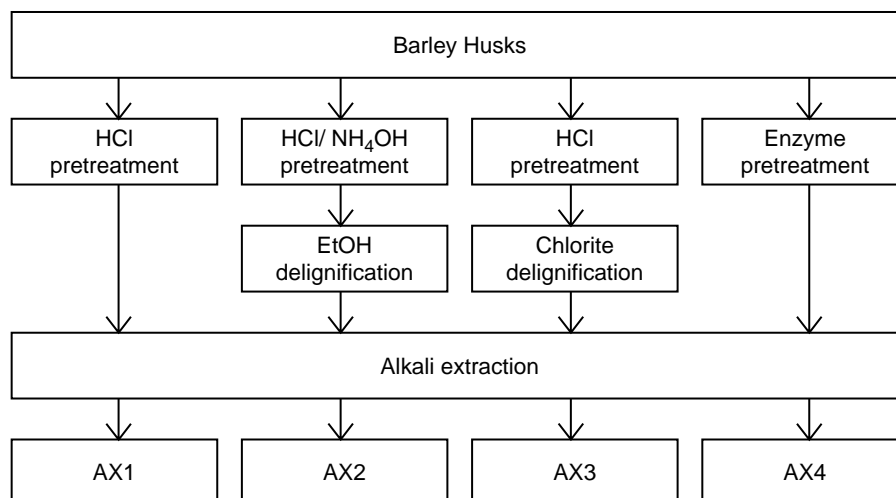 Barley Husks
HCl
pretreatment
HCl/ NH₄OH
pretreatment
HCl
pretreatment
Enzyme
pretreatment
EtOH
delignification
Chlorite
delignification
Alkali extraction
AX1
AX2
AX3
AX4